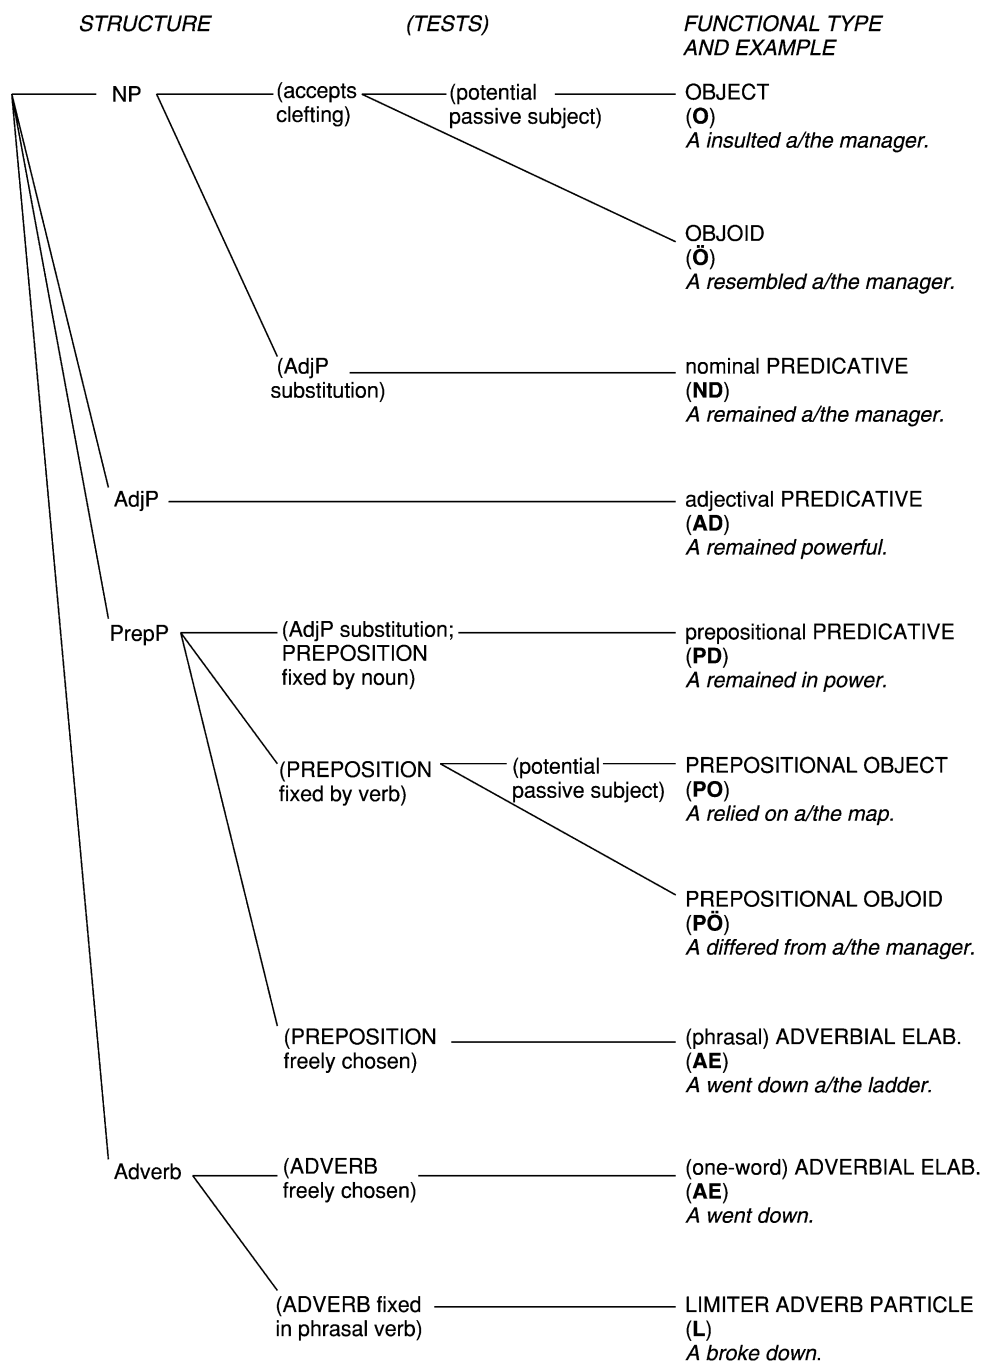 STRUCTURE (TESTS) FUNCTIONAL TYPE
AND EXAMPLE
NP (accepts (potential OBJECT
clefting) passive subject) (O)
A insulted a/the manager.
OBJOID
(Ö)
A resembled a/the manager.
(AdjP nominal PREDICATIVE
substitution) (ND)
A remained a/the manager.
AdjP adjectival PREDICATIVE
(AD)
A remained powerful.
PrepP (AdjP substitution; prepositional PREDICATIVE
PREPOSITION (PD)
fixed by noun) A remained in power.
(PREPOSITION (potential PREPOSITIONAL OBJECT
fixed by verb) passive subject) (PO)
A relied on a/the map.
PREPOSITIONAL OBJOID
(PÖ)
A differed from a/the manager.
(PREPOSITION (phrasal) ADVERBIAL ELAB.
freely chosen) (AE)
A went down a/the ladder.
Adverb (ADVERB (one-word) ADVERBIAL ELAB.
freely chosen) (AE)
A went down.
(ADVERB fixed LIMITER ADVERB PARTICLE
in phrasal verb) (L)
A broke down.